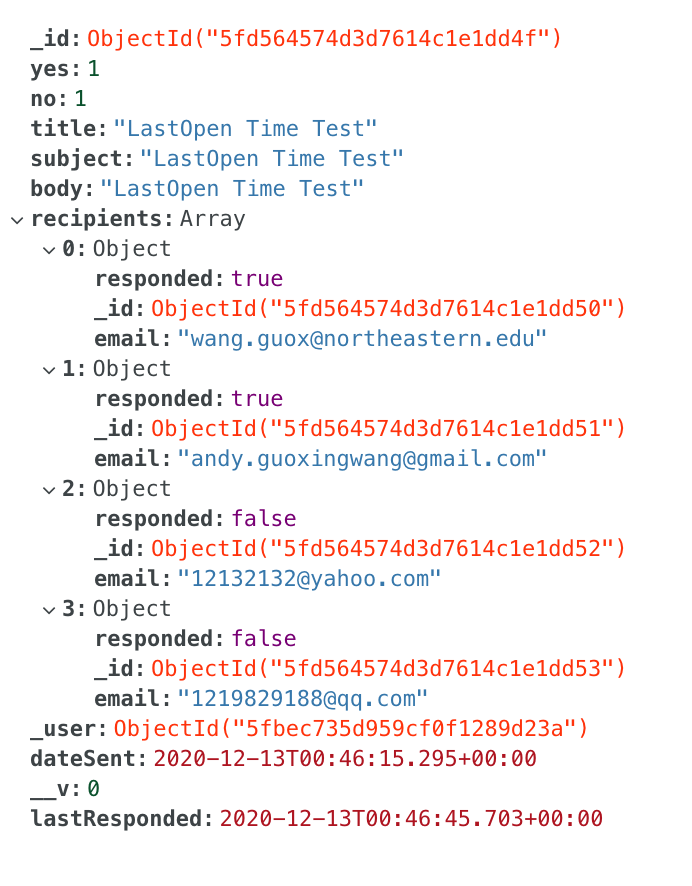 _id: ObjectId("5fd564574d3d7614c1e1dd4f")
yes: 1
no: 1
title: "LastOpen Time Test"
subject: "LastOpen Time Test"
body: "LastOpen Time Test"
recipients: Array
0: Object
responded: true
_id: ObjectId("5fd564574d3d7614c1e1dd50")
email: "wang.guox@northeastern.edu"
1: Object
responded: true
_id: ObjectId("5fd564574d3d7614c1e1dd51")
email: "andy.guoxingwang@gmail.com"
2: Object
responded: false
_id: ObjectId("5fd564574d3d7614c1e1dd52")
email: "12132132@yahoo.com"
3: Object
responded: false
_id: ObjectId("5fd564574d3d7614c1e1dd53")
email: "1219829188@qq.com"
_user: ObjectId("5fbec735d959cf0f1289d23a")
dateSent: 2020-12-13T00:46:15.295+00:00
__v: 0
lastResponded: 2020-12-13T00:46:45.703+00:00